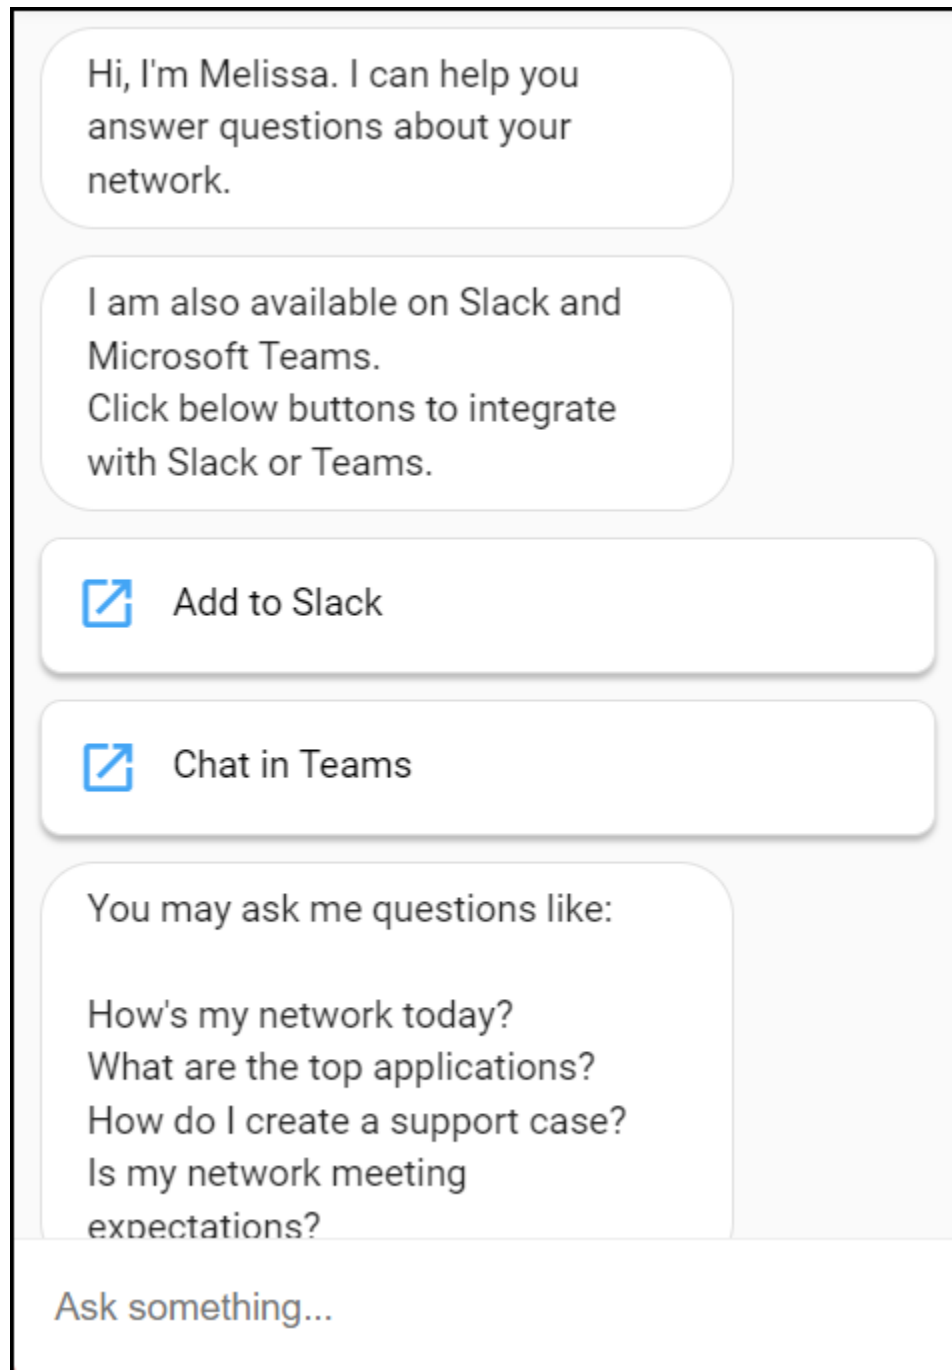 Hi, I'm Melissa. I can help you
answer questions about your
network.
I am also available on Slack and
Microsoft Teams.
Click below buttons to integrate
with Slack or Teams.
Add to Slack
Chat in Teams
You may ask me questions like:
How's my network today?
What are the top applications?
How do I create a support case?
Is my network meeting
expectations?
Ask something...